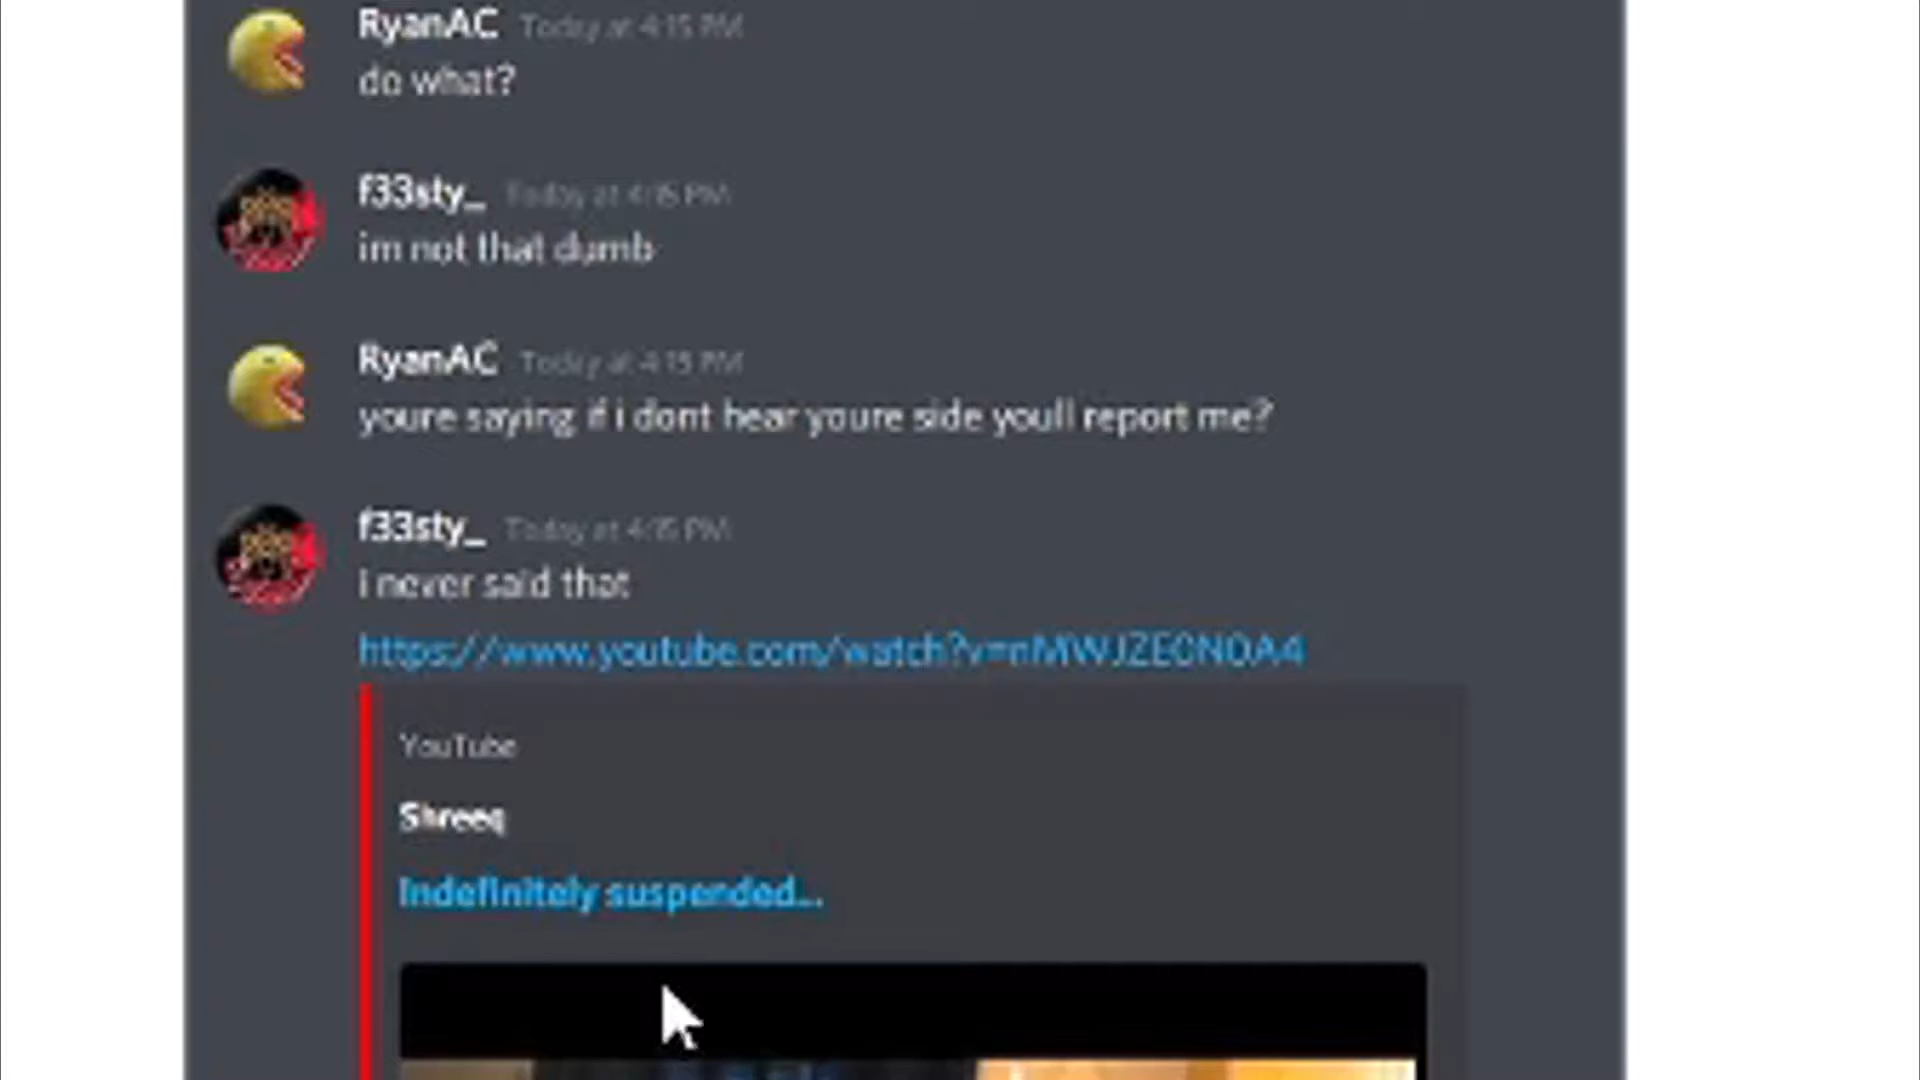 RyanAC Today at 4:15 PM
do what?
f33sty_ Today at 4:15 PM
im not that dumb
RyanAC Today at 4:15 PM
youre saying if i dont hear youre side youll report me?
f33sty_ Today at 4:15 PM
i never said that
https://www.youtube.com/watch?v=nMWJZE0N0A4
YouTube
Shreeq
Indefinitely suspended...